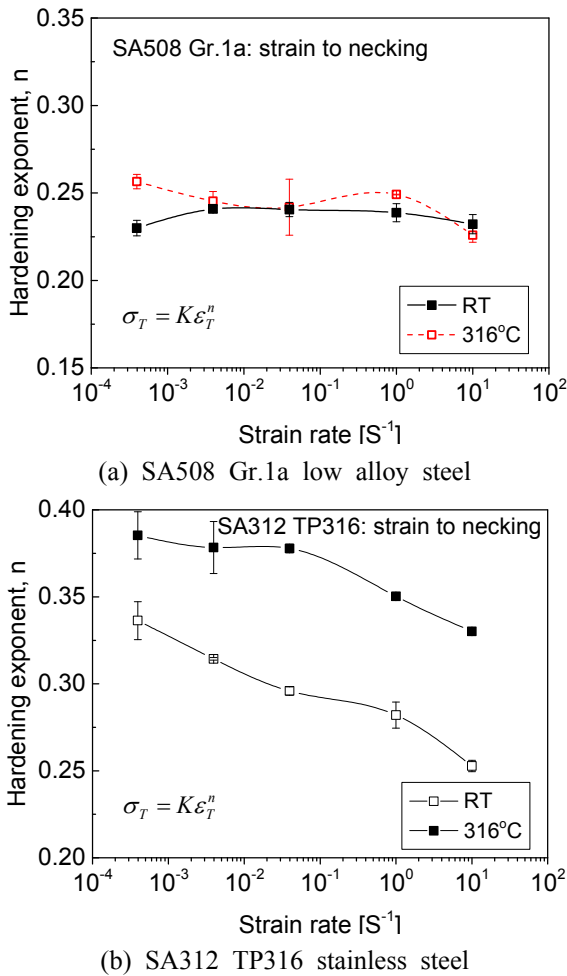 0.35
SA508 Gr.1a: strain to necking
0.30
0.25
0.20
0.15
Hardening exponent, n
σ_T = Kε_T^n
RT
316°C
10⁻⁴ 10⁻³ 10⁻² 10⁻¹ 10⁰ 10¹ 10²
Strain rate [S⁻¹]
(a) SA508 Gr.1a low alloy steel
0.40
SA312 TP316: strain to necking
0.35
0.30
0.25
0.20
Hardening exponent, n
σ_T = Kε_T^n
RT
316°C
10⁻⁴ 10⁻³ 10⁻² 10⁻¹ 10⁰ 10¹ 10²
Strain rate [S⁻¹]
(b) SA312 TP316 stainless steel